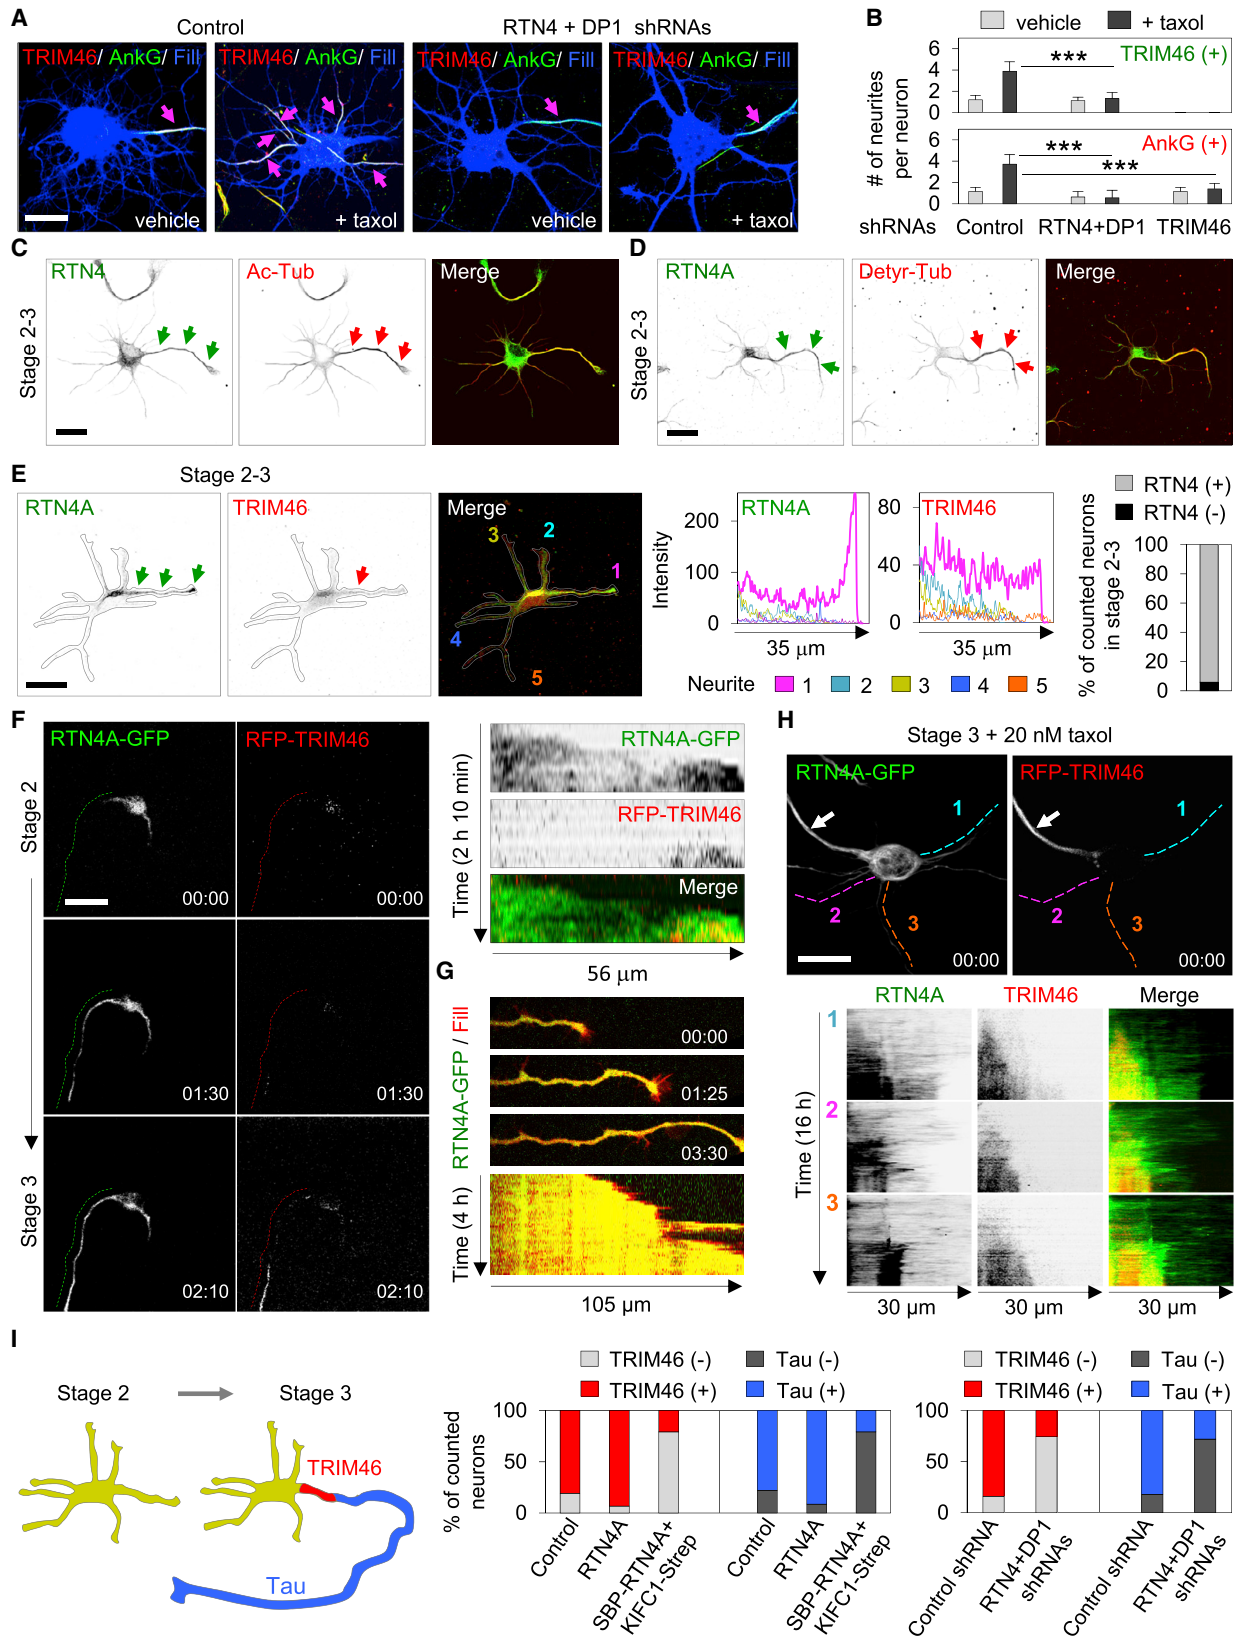 A
Control
RTN4 + DP1 shRNAs
TRIM46/ AnkG/ Fill
vehicle
TRIM46/ AnkG/ Fill
+ taxol
TRIM46/ AnkG/ Fill
vehicle
TRIM46/ AnkG/ Fill
+ taxol
B
vehicle + taxol
# of neurites
per neuron
6
4
2
0
***
TRIM46 (+)
6
4
2
0
***
***
AnkG (+)
shRNAs Control RTN4+DP1 TRIM46
C
Stage 2-3
RTN4
Ac-Tub
Merge
D
Stage 2-3
RTN4A
Detyr-Tub
Merge
E
Stage 2-3
RTN4A
TRIM46
Merge
1
2
3
4
5
Intensity
RTN4A
200
100
0
35 μm
TRIM46
80
40
0
35 μm
Neurite 1 2 3 4 5
RTN4 (+)
RTN4 (-)
% of counted neurons
in stage 2-3
100
80
60
40
20
0
F
Stage 2
Stage 3
RTN4A-GFP
RFP-TRIM46
00:00
00:00
01:30
01:30
02:10
02:10
Time (2 h 10 min)
RTN4A-GFP
RFP-TRIM46
Merge
56 μm
G
RTN4A-GFP / Fill
00:00
01:25
03:30
Time (4 h)
105 μm
H
Stage 3 + 20 nM taxol
RTN4A-GFP
1
2
3
00:00
RFP-TRIM46
1
2
3
00:00
RTN4A TRIM46 Merge
Time (16 h)
1
2
3
30 μm 30 μm 30 μm
I
Stage 2
Stage 3
TRIM46
Tau
TRIM46 (-) Tau (-)
TRIM46 (+) Tau (+)
% of counted
neurons
100
50
0
Control
RTN4A
SBP-RTN4A+
KIFC1-Strep
Control
RTN4A
SBP-RTN4A+
KIFC1-Strep
TRIM46 (-) Tau (-)
TRIM46 (+) Tau (+)
100
50
0
Control shRNA
RTN4+DP1
shRNAs
Control shRNA
RTN4+DP1
shRNAs